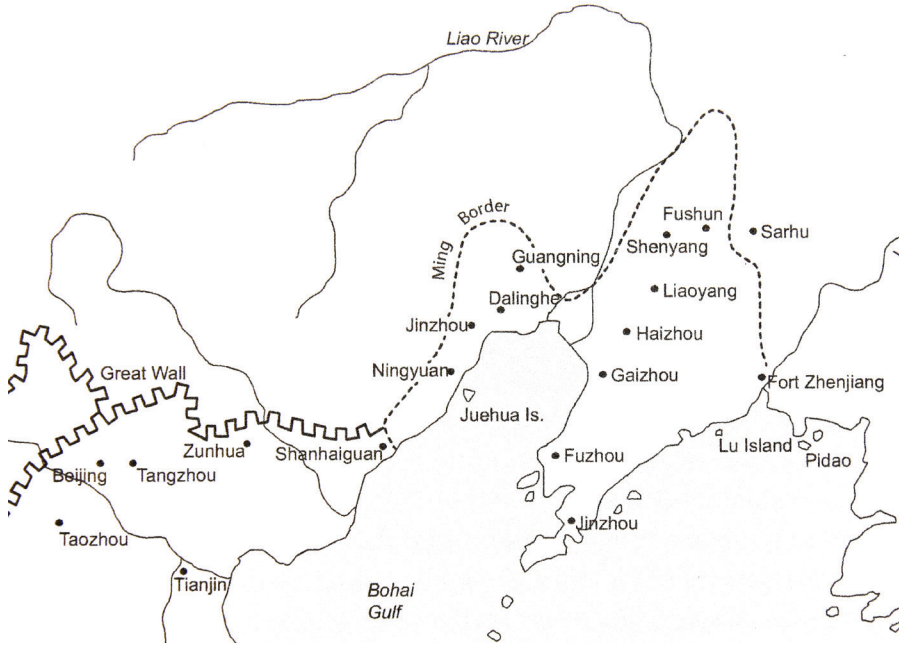 Liao River
Ming Border
Fushun
Shenyang
Sarhu
Guangning
Dalinghe
Liaoyang
Jinzhou
Haizhou
Great Wall
Ningyuan
Gaizhou
Fort Zhenjiang
Juehua Is.
Zunhua
Shanhaiguan
Lu Island
Fuzhou
Pidao
Beijing
Tangzhou
Jinzhou
Taozhou
Tianjin
Bohai
Gulf